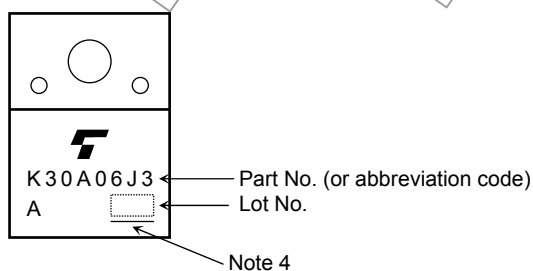 K30A06J3
Part No. (or abbreviation code)
A
Lot No.
Note 4